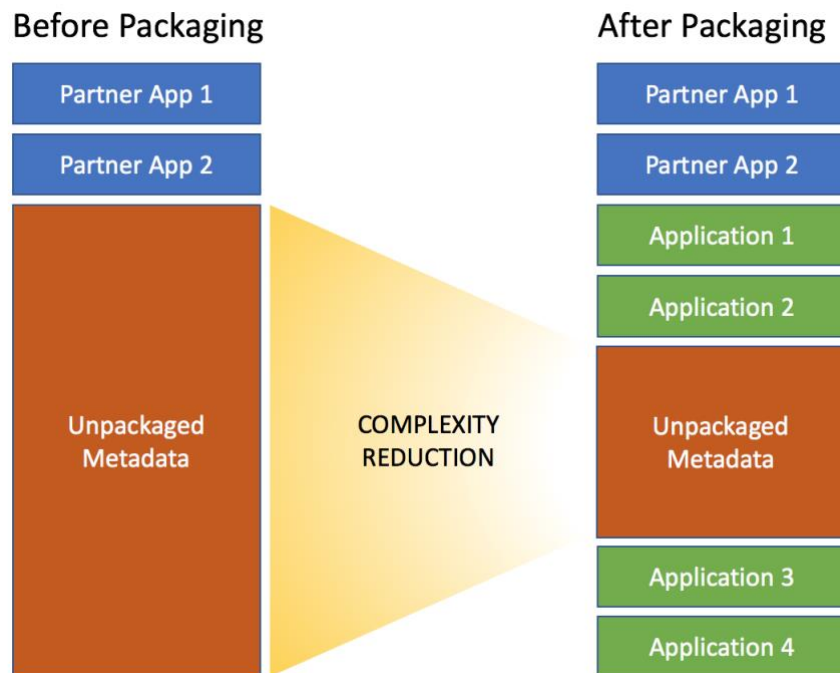 Before Packaging
Partner App 1
Partner App 2
Unpackaged
Metadata
COMPLEXITY
REDUCTION
After Packaging
Partner App 1
Partner App 2
Application 1
Application 2
Unpackaged
Metadata
Application 3
Application 4